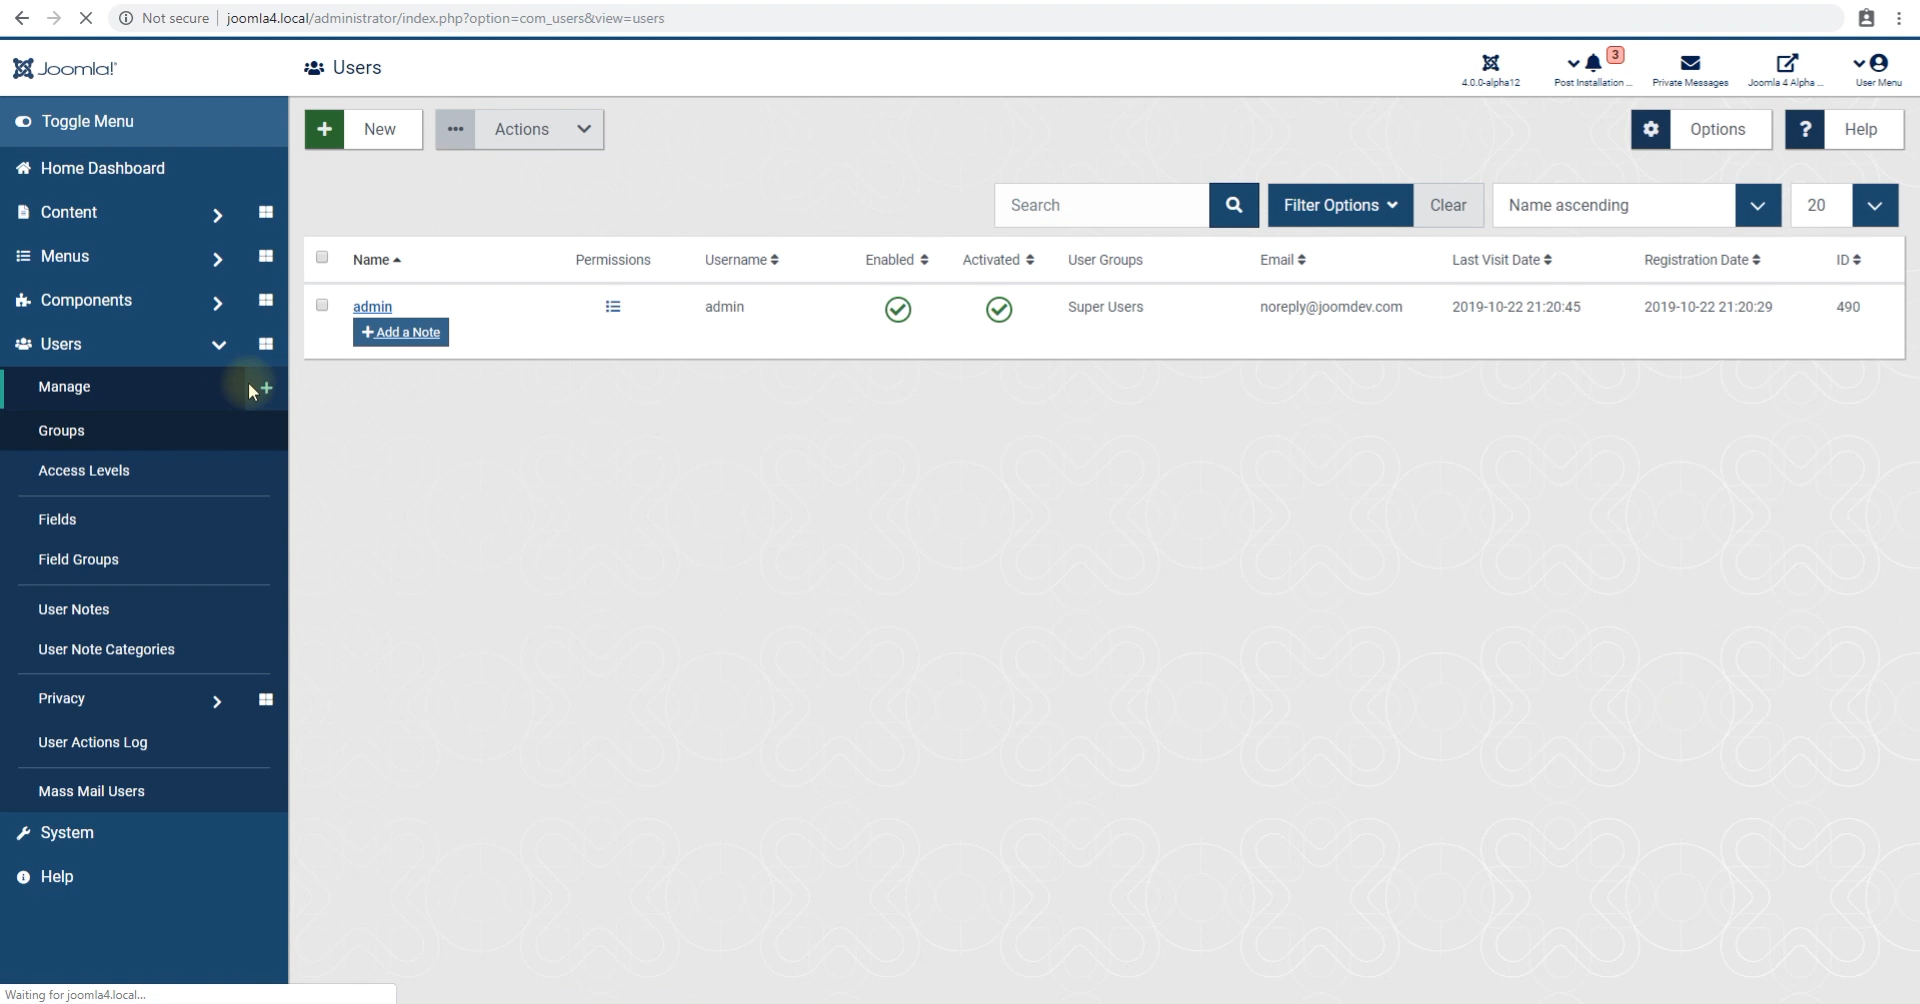 Not secure | joomla4.local/administrator/index.php?option=com_users&view=users
Joomla!
Users
4.0.0-alpha12
3
Post Installation ...
Private Messages
Joomla 4 Alpha ...
User Menu
Toggle Menu
Home Dashboard
Content
Menus
Components
Users
Manage
Groups
Access Levels
Fields
Field Groups
User Notes
User Note Categories
Privacy
User Actions Log
Mass Mail Users
System
Help
New
Actions
Options
? Help
Search
Filter Options
Clear
Name ascending
20
Name Permissions Username Enabled Activated User Groups Email Last Visit Date Registration Date ID
admin admin Super Users noreply@joomdev.com 2019-10-22 21:20:45 2019-10-22 21:20:29 490
+ Add a Note
Waiting for joomla4.local...